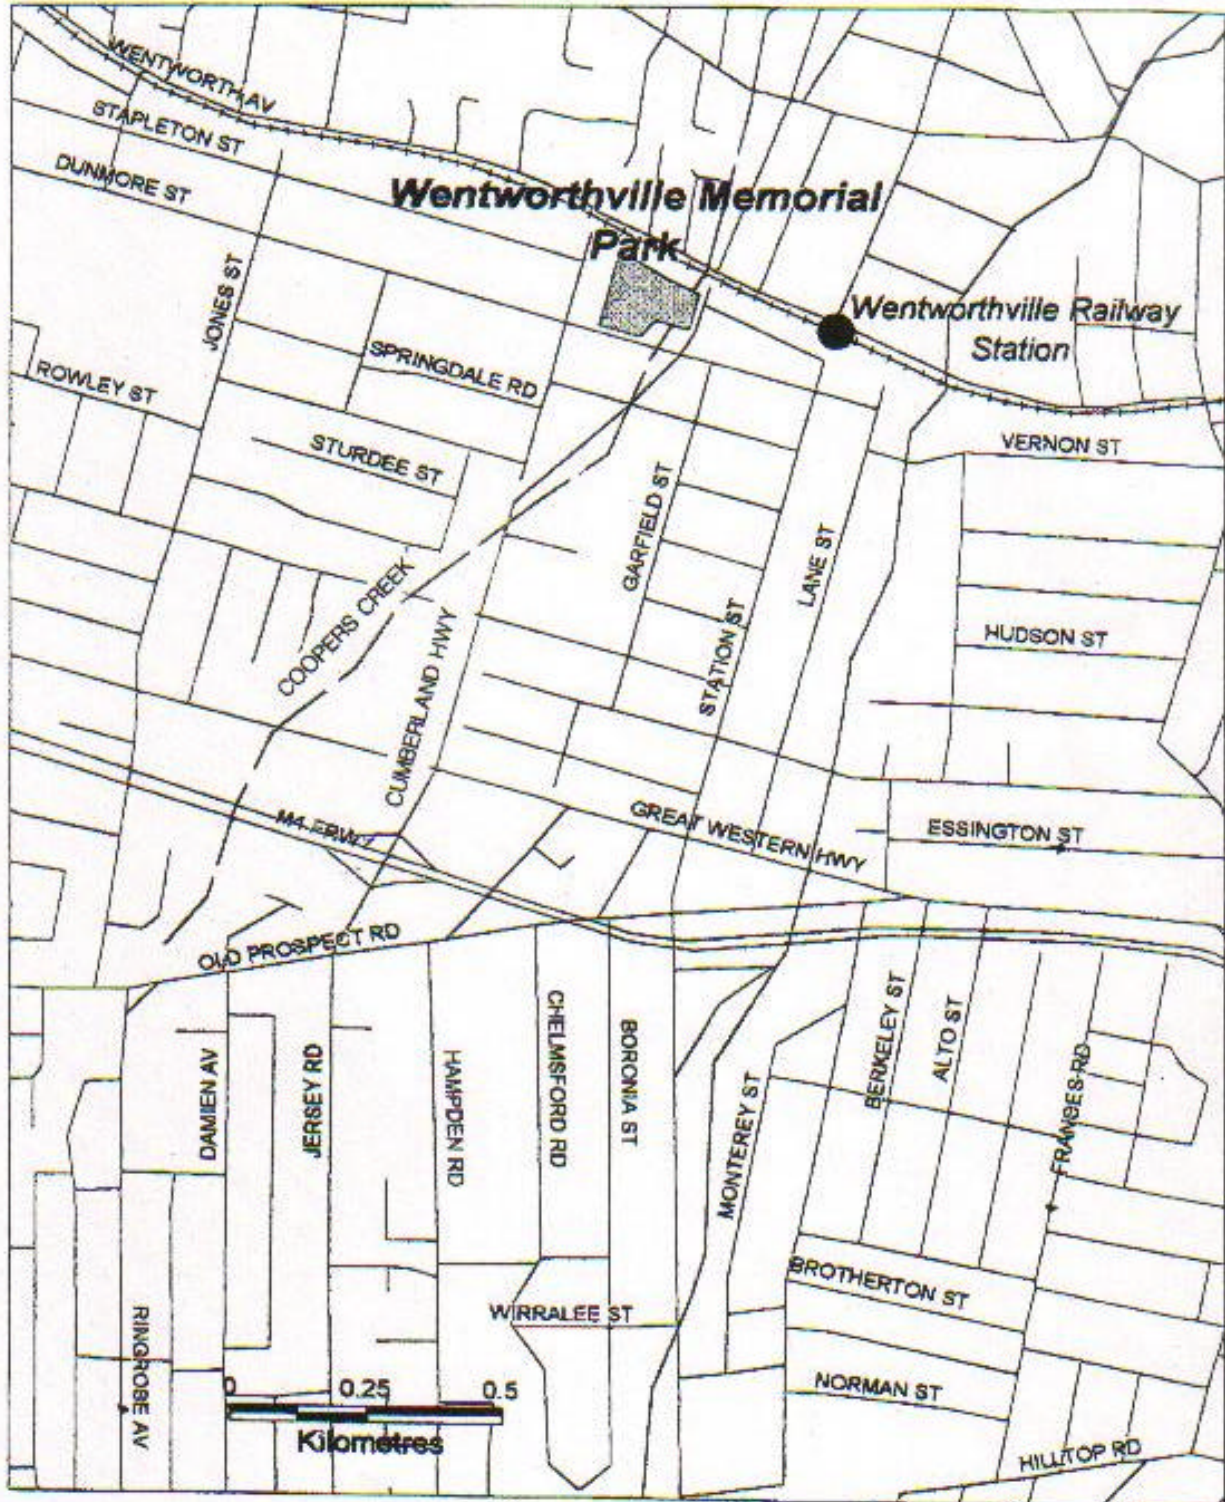 WENTWORTH AV
STAPLETON ST
DUNMORE ST
Wentworthville Memorial
Park
JONES ST
Wentworthville Railway
Station
SPRINGDALE RD
ROWLEY ST
STURDEE ST
VERNON ST
GARFIELD ST
LANE ST
COOPERS CREEK
HUDSON ST
STATION ST
CUMBERLAND HWY
M4 FRWY
GREAT WESTERN HWY
ESSINGTON ST
OLD PROSPECT RD
DAMIEN AV
JERSEY RD
HAMPDEN RD
CHELMSFORD RD
BORONIA ST
MONTEREY ST
BERKELEY ST
ALTO ST
FRANCES RD
BROTHERTON ST
WIRRALEE ST
RINGROBE AV
NORMAN ST
HILLTOP RD
0 0.25 0.5
Kilometres